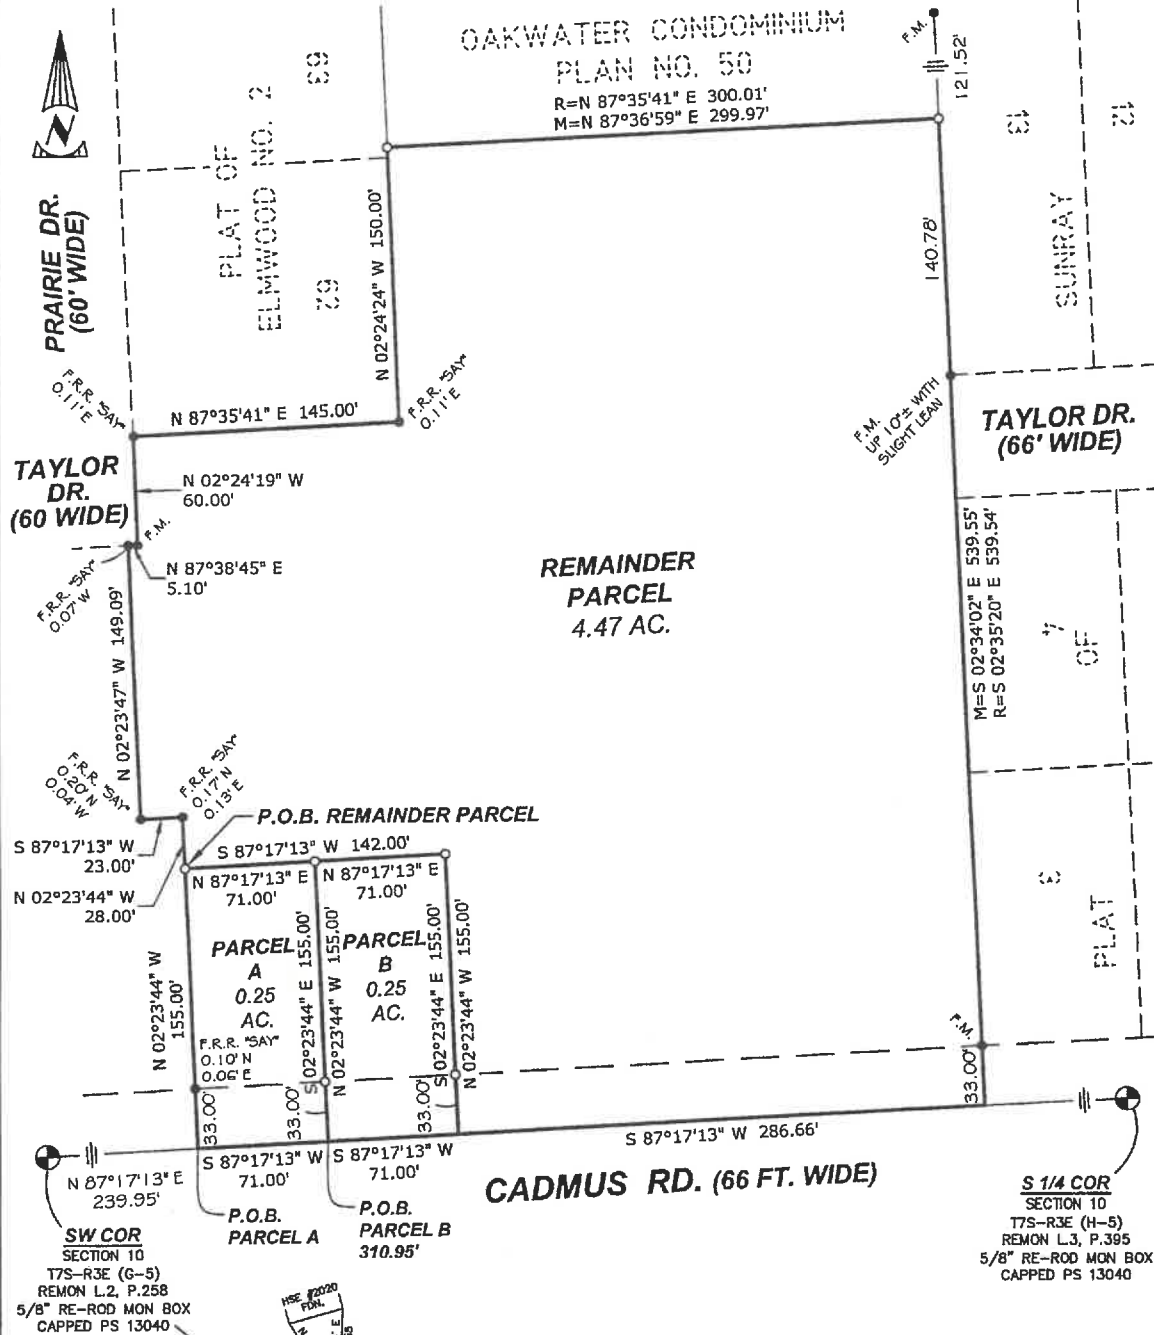 OAKWATER CONDOMINIUM
PLAN NO. 50
R=N 87°35'41" E 300.01'
M=N 87°36'59" E 299.97'
F.M.
121.52'
63
PLAT OF
ELMWOOD NO. 2
62
13
12
SUNRAY
N
PRAIRIE DR.
(60' WIDE)
N 02°24'24" W 150.00'
140.78'
F.R.R. "SAY"
0.11'E
N 87°35'41" E 145.00'
F.R.R. "SAY"
0.11'E
F.M.
UP 1.0'± WITH
SLIGHT LEAN
TAYLOR DR.
(66' WIDE)
TAYLOR
DR.
(60 WIDE)
N 02°24'19" W
60.00'
F.M.
N 87°38'45" E
5.10'
F.R.R. "SAY"
0.07'W
N 02°23'47" W 149.09'
REMAINDER
PARCEL
4.47 AC.
M=S 02°34'02" E 539.55'
R=S 02°35'20" E 539.54'
4
OF
3
PLAT
F.R.R. "SAY"
0.20'N
0.04'W
F.R.R. "SAY"
0.17'N
0.13'E
P.O.B. REMAINDER PARCEL
S 87°17'13" W
23.00'
S 87°17'13" W 142.00'
N 02°23'44" W
28.00'
N 87°17'13" E
71.00'
N 87°17'13" E
71.00'
N 02°23'44" W
155.00'
PARCEL
A
0.25
AC.
S 02°23'44" E 155.00'
N 02°23'44" W 155.00'
PARCEL
B
0.25
AC.
S 02°23'44" E 155.00'
N 02°23'44" W 155.00'
F.R.R. "SAY"
0.10'N
0.06'E
F.M.
33.00'
33.00'
33.00'
33.00'
N 87°17'13" E
239.95'
S 87°17'13" W
71.00'
S 87°17'13" W
71.00'
S 87°17'13" W 286.66'
CADMUS RD. (66 FT. WIDE)
P.O.B.
PARCEL A
P.O.B.
PARCEL B
310.95'
SW COR
SECTION 10
T7S-R3E (G-5)
REMON L.2, P.258
5/8" RE-ROD MON BOX
CAPPED PS 13040
S 1/4 COR
SECTION 10
T7S-R3E (H-5)
REMON L.3, P.395
5/8" RE-ROD MON BOX
CAPPED PS 13040
HSE #2020
FDN.